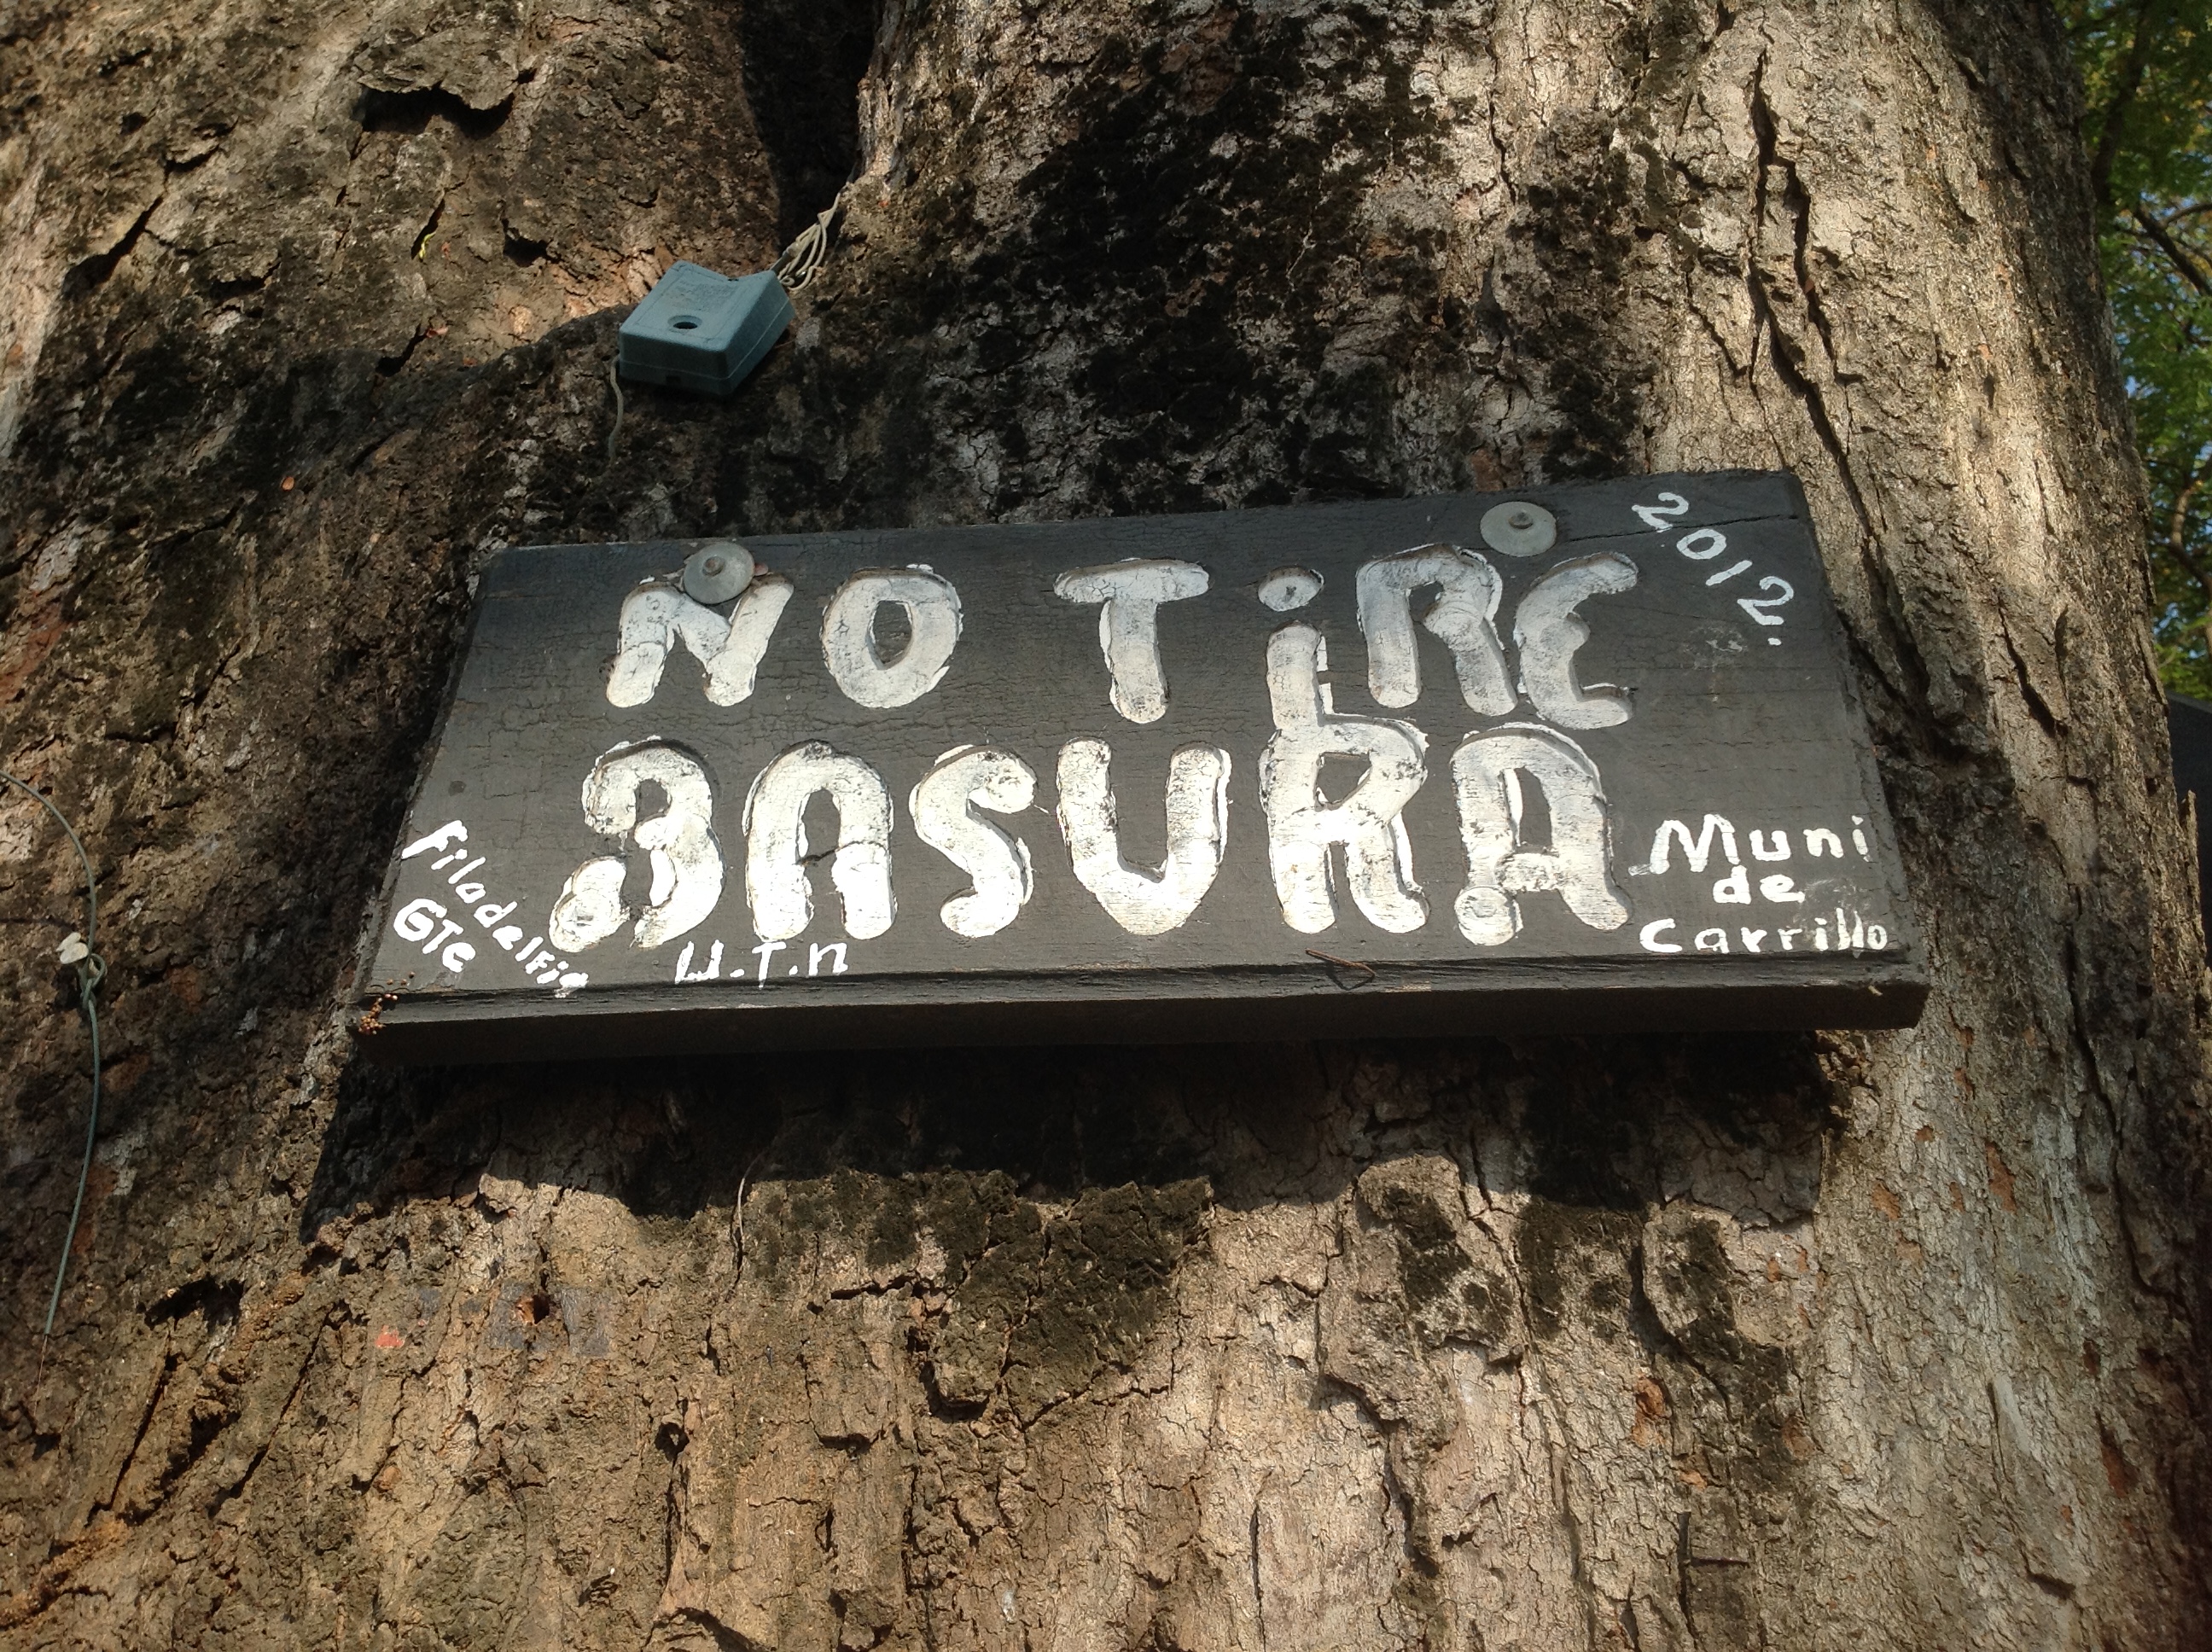 NO TiRE
2012.
BASURA
Filadelfia
GTE
U.T.n
Muni
de
Carrillo